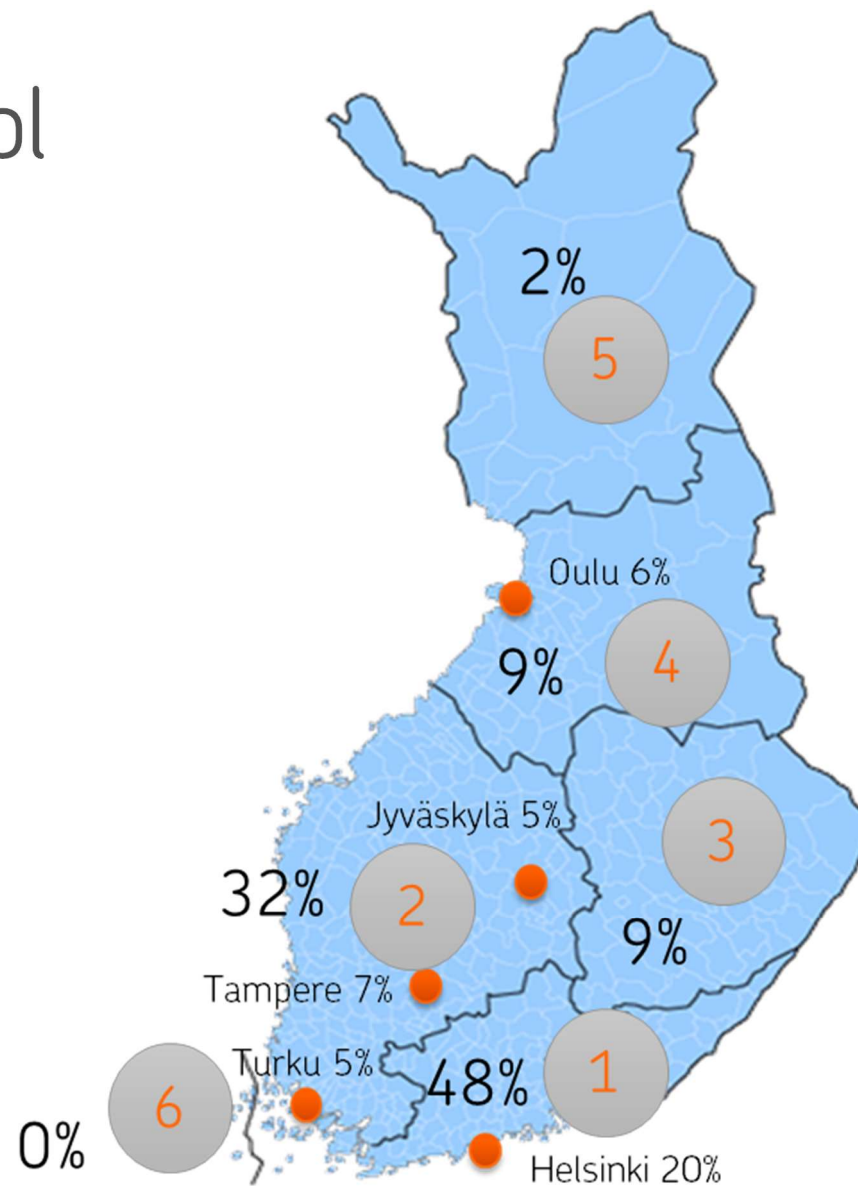 ol
2%
5
Oulu 6%
9%
4
Jyväskylä 5%
3
32%
2
9%
Tampere 7%
Turku 5%
48%
1
6
0%
Helsinki 20%